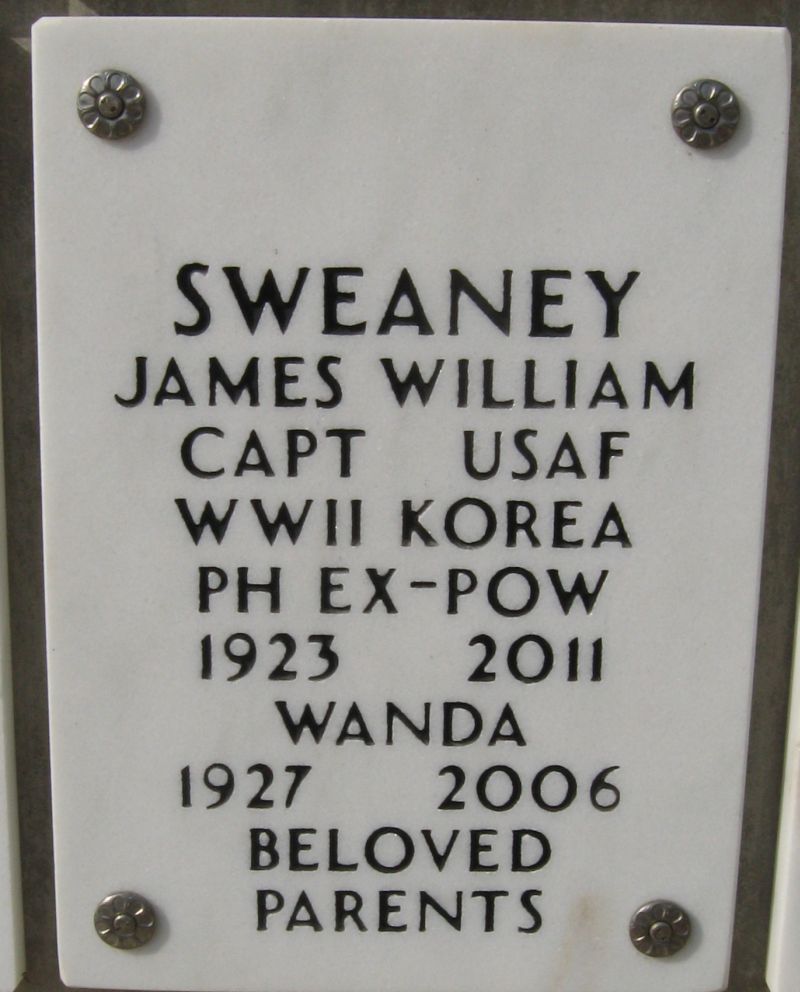 SWEANEY
JAMES WILLIAM
CAPT USAF
WWII KOREA
PH EX-POW
1923 2011
WANDA
1927 2006
BELOVED
PARENTS